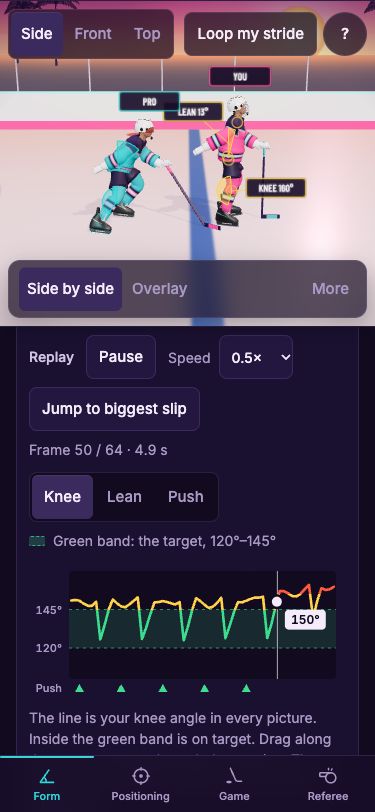 Side Front Top Loop my stride ?
YOU
PRO
LEAN 13°
KNEE 160°
Side by side Overlay More
Replay Pause Speed 0.5×
Jump to biggest slip
Frame 50 / 64 · 4.9 s
Knee Lean Push
Green band: the target, 120°–145°
145°
150°
120°
Push
The line is your knee angle in every picture.
Inside the green band is on target. Drag along
Form Positioning Game Referee